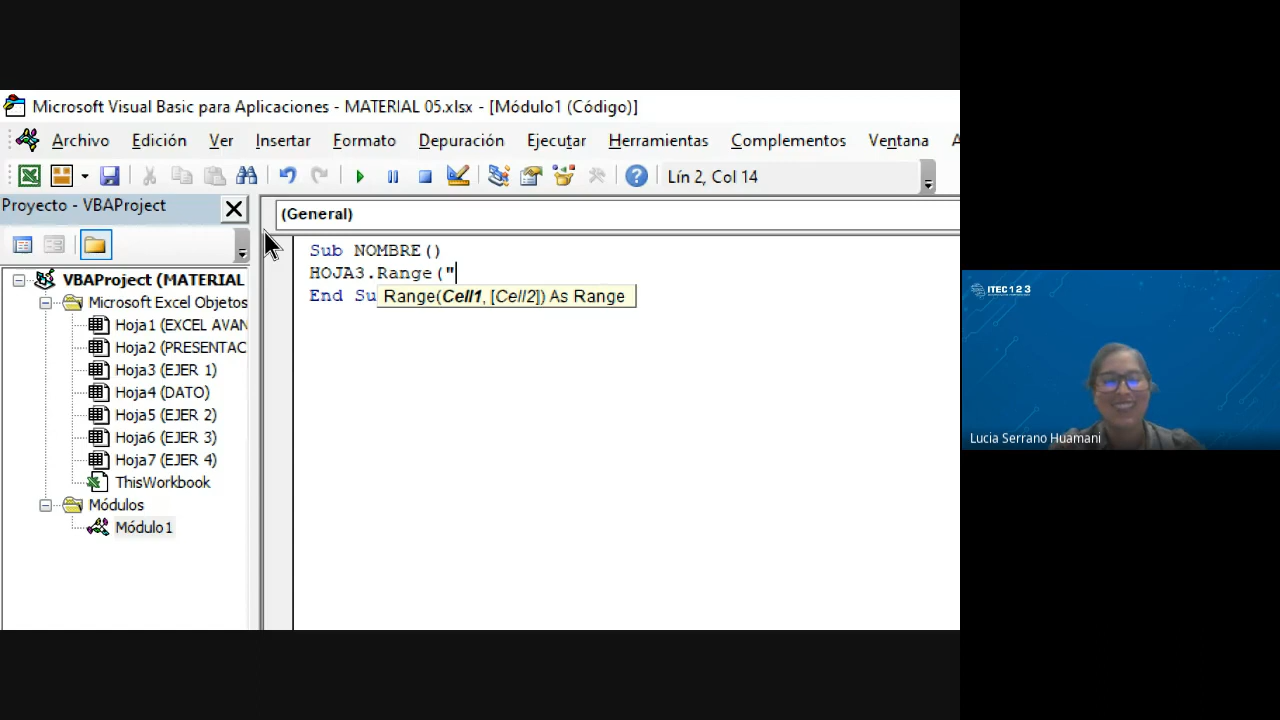 Microsoft Visual Basic para Aplicaciones - MATERIAL 05.xlsx - [Módulo1 (Código)]
Archivo Edición Ver Insertar Formato Depuración Ejecutar Herramientas Complementos Ventana A
Lín 2, Col 14
Proyecto - VBAProject
(General)
VBAProject (MATERIAL
Microsoft Excel Objetos
Hoja1 (EXCEL AVAN
Hoja2 (PRESENTAC
Hoja3 (EJER 1)
Hoja4 (DATO)
Hoja5 (EJER 2)
Hoja6 (EJER 3)
Hoja7 (EJER 4)
ThisWorkbook
Módulos
Módulo1
Sub NOMBRE()
HOJA3.Range("
End Su
Range(Cell1, [Cell2]) As Range
ITEC 1 2 3
Lucia Serrano Huamani